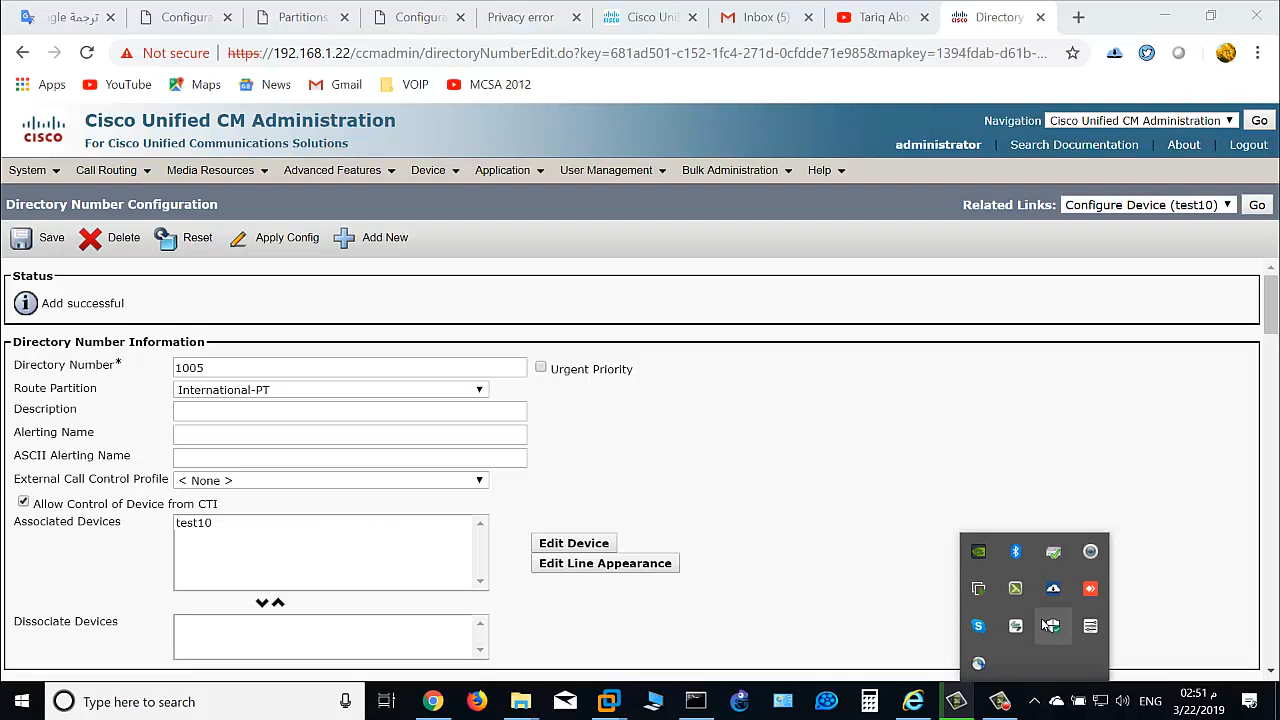 ترجمة Google
Configura
Partitions
Configura
Privacy error
Cisco Uni
Inbox (5)
Tariq Abo
Directory
Not secure
https://192.168.1.22/ccmadmin/directoryNumberEdit.do?key=681ad501-c152-1fc4-271d-0cfdde71e985&mapkey=1394fdab-d61b-...
Apps
YouTube
Maps
News
Gmail
VOIP
MCSA 2012
CISCO
Cisco Unified CM Administration
For Cisco Unified Communications Solutions
Navigation Cisco Unified CM Administration Go
administrator | Search Documentation | About | Logout
System Call Routing Media Resources Advanced Features Device Application User Management Bulk Administration Help
Directory Number Configuration
Related Links: Configure Device (test10) Go
Save Delete Reset Apply Config Add New
Status
Add successful
Directory Number Information
Directory Number* 1005 Urgent Priority
Route Partition International-PT
Description
Alerting Name
ASCII Alerting Name
External Call Control Profile < None >
Allow Control of Device from CTI
Associated Devices test10
Edit Device
Edit Line Appearance
Dissociate Devices
Type here to search
ENG
02:51 م
3/22/2019